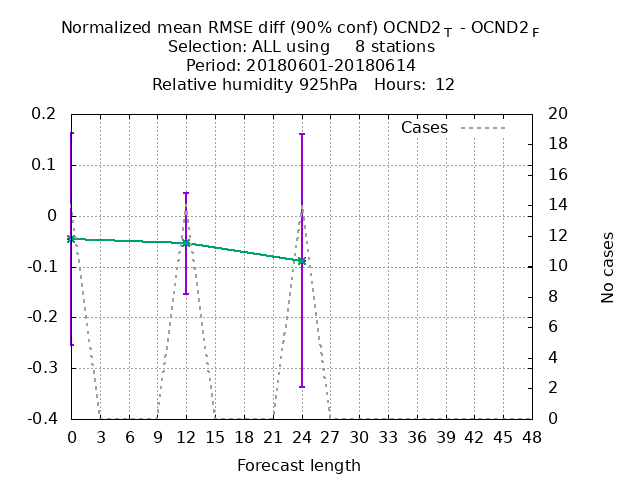 Normalized mean RMSE diff (90% conf) OCND2 T - OCND2 F
Selection: ALL using     8 stations
Period: 20180601-20180614
Relative humidity 925hPa   Hours:  12
0.2
0.1
0
-0.1
-0.2
-0.3
-0.4
Cases
20
18
16
14
12
10
8
6
4
2
0
No cases
0 3 6 9 12 15 18 21 24 27 30 33 36 39 42 45 48
Forecast length